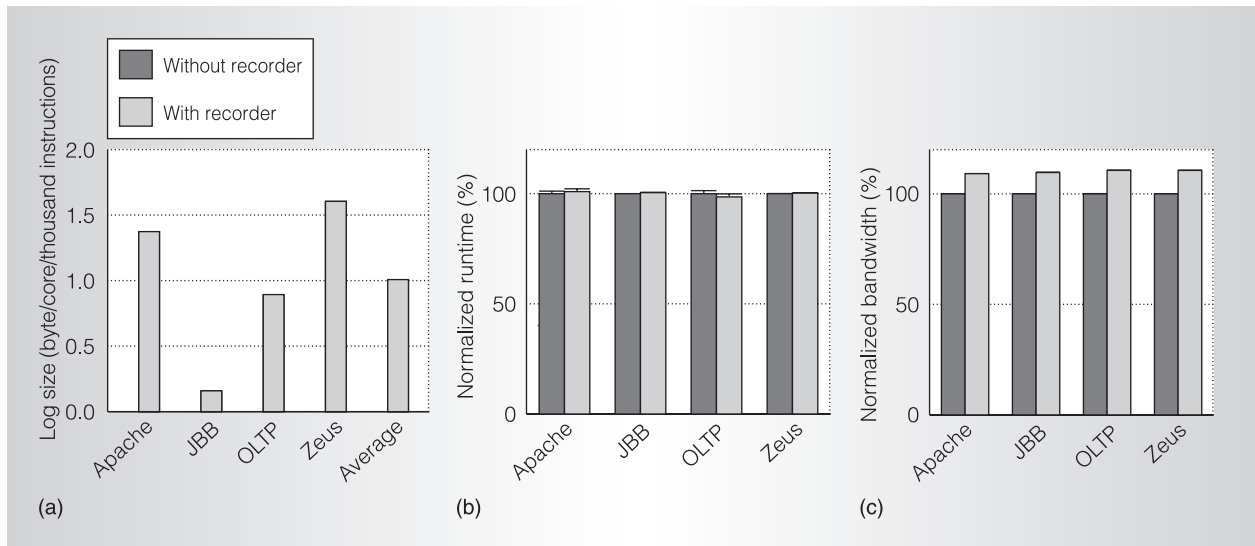 Without recorder
With recorder
Log size (byte/core/thousand instructions)
2.0
1.5
1.0
0.5
0.0
Apache
JBB
OLTP
Zeus
Average
(a)
Normalized runtime (%)
100
50
0
Apache
JBB
OLTP
Zeus
(b)
Normalized bandwidth (%)
100
50
0
Apache
JBB
OLTP
Zeus
(c)